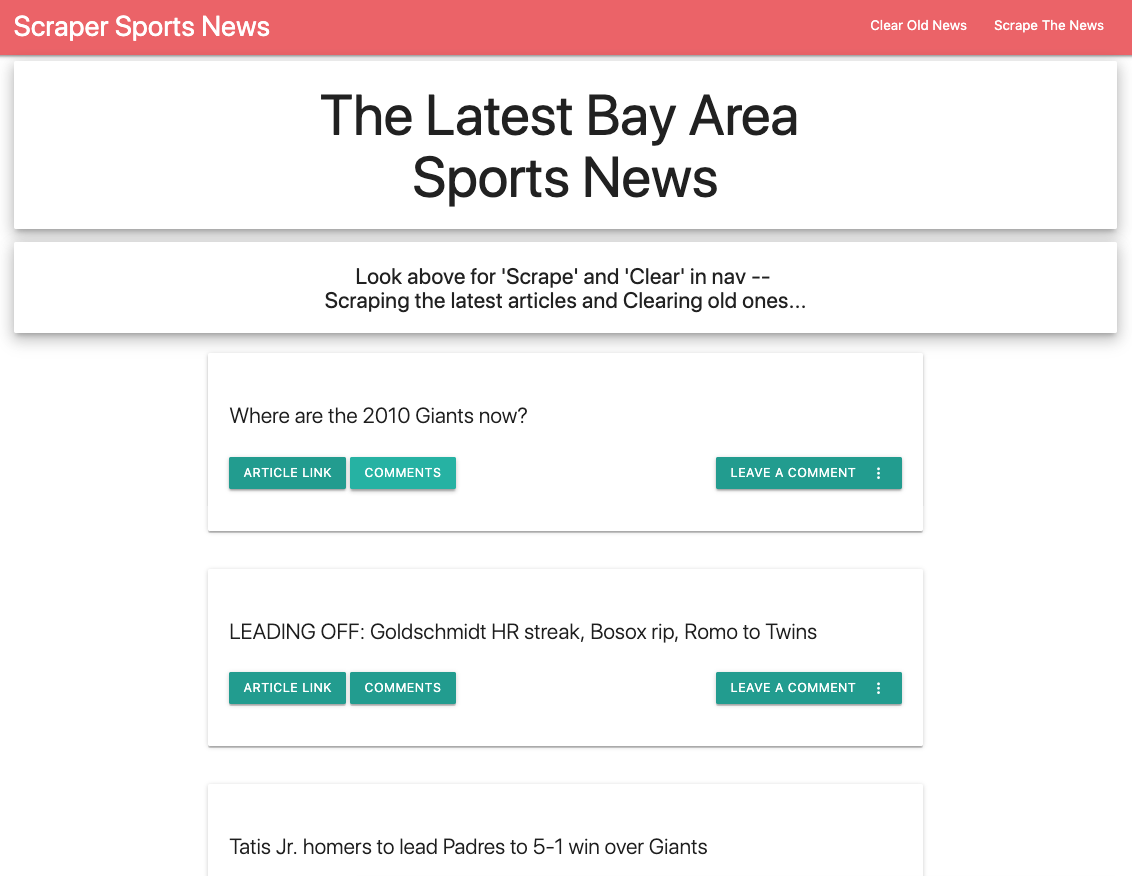 Scraper Sports News
Clear Old News
Scrape The News
The Latest Bay Area
Sports News
Look above for 'Scrape' and 'Clear' in nav --
Scraping the latest articles and Clearing old ones...
Where are the 2010 Giants now?
ARTICLE LINK
COMMENTS
LEAVE A COMMENT
LEADING OFF: Goldschmidt HR streak, Bosox rip, Romo to Twins
ARTICLE LINK
COMMENTS
LEAVE A COMMENT
Tatis Jr. homers to lead Padres to 5-1 win over Giants